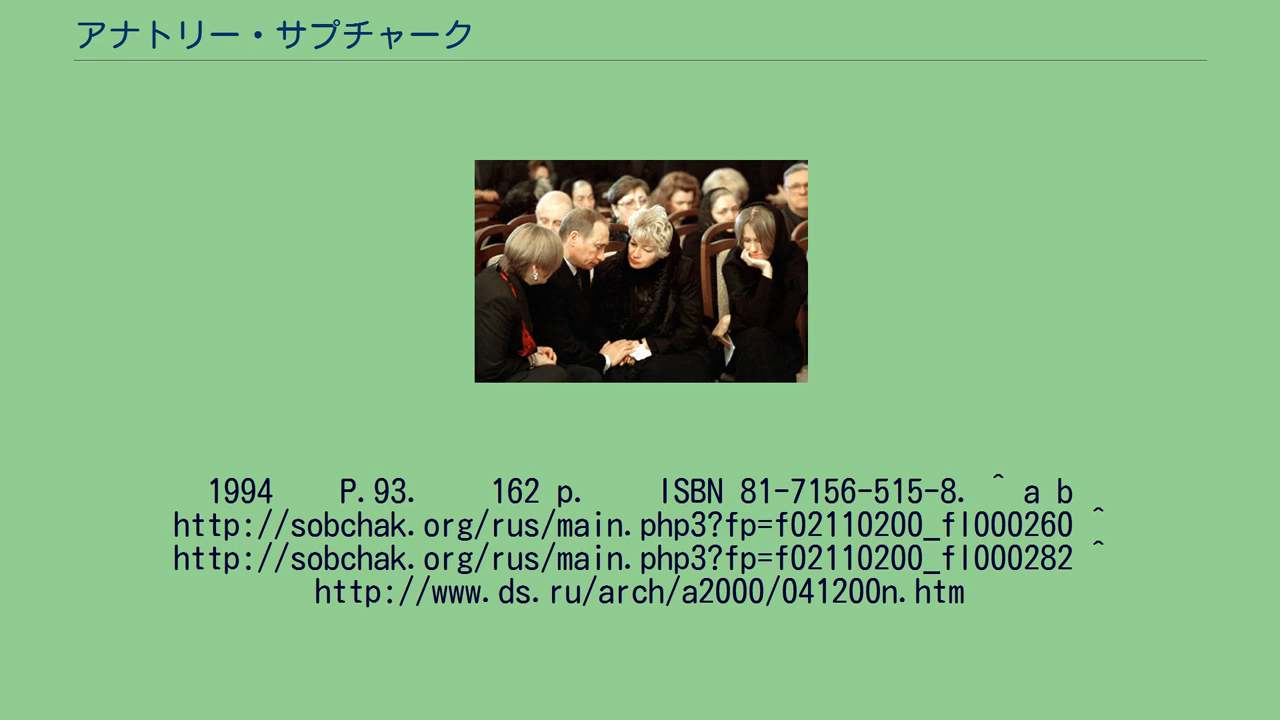 アナトリー・サプチャーク
1994 P.93. 162 p. ISBN 81-7156-515-8. ^ a b
http://sobchak.org/rus/main.php3?fp=f02110200_fl000260 ^
http://sobchak.org/rus/main.php3?fp=f02110200_fl000282 ^
http://www.ds.ru/arch/a2000/041200n.htm